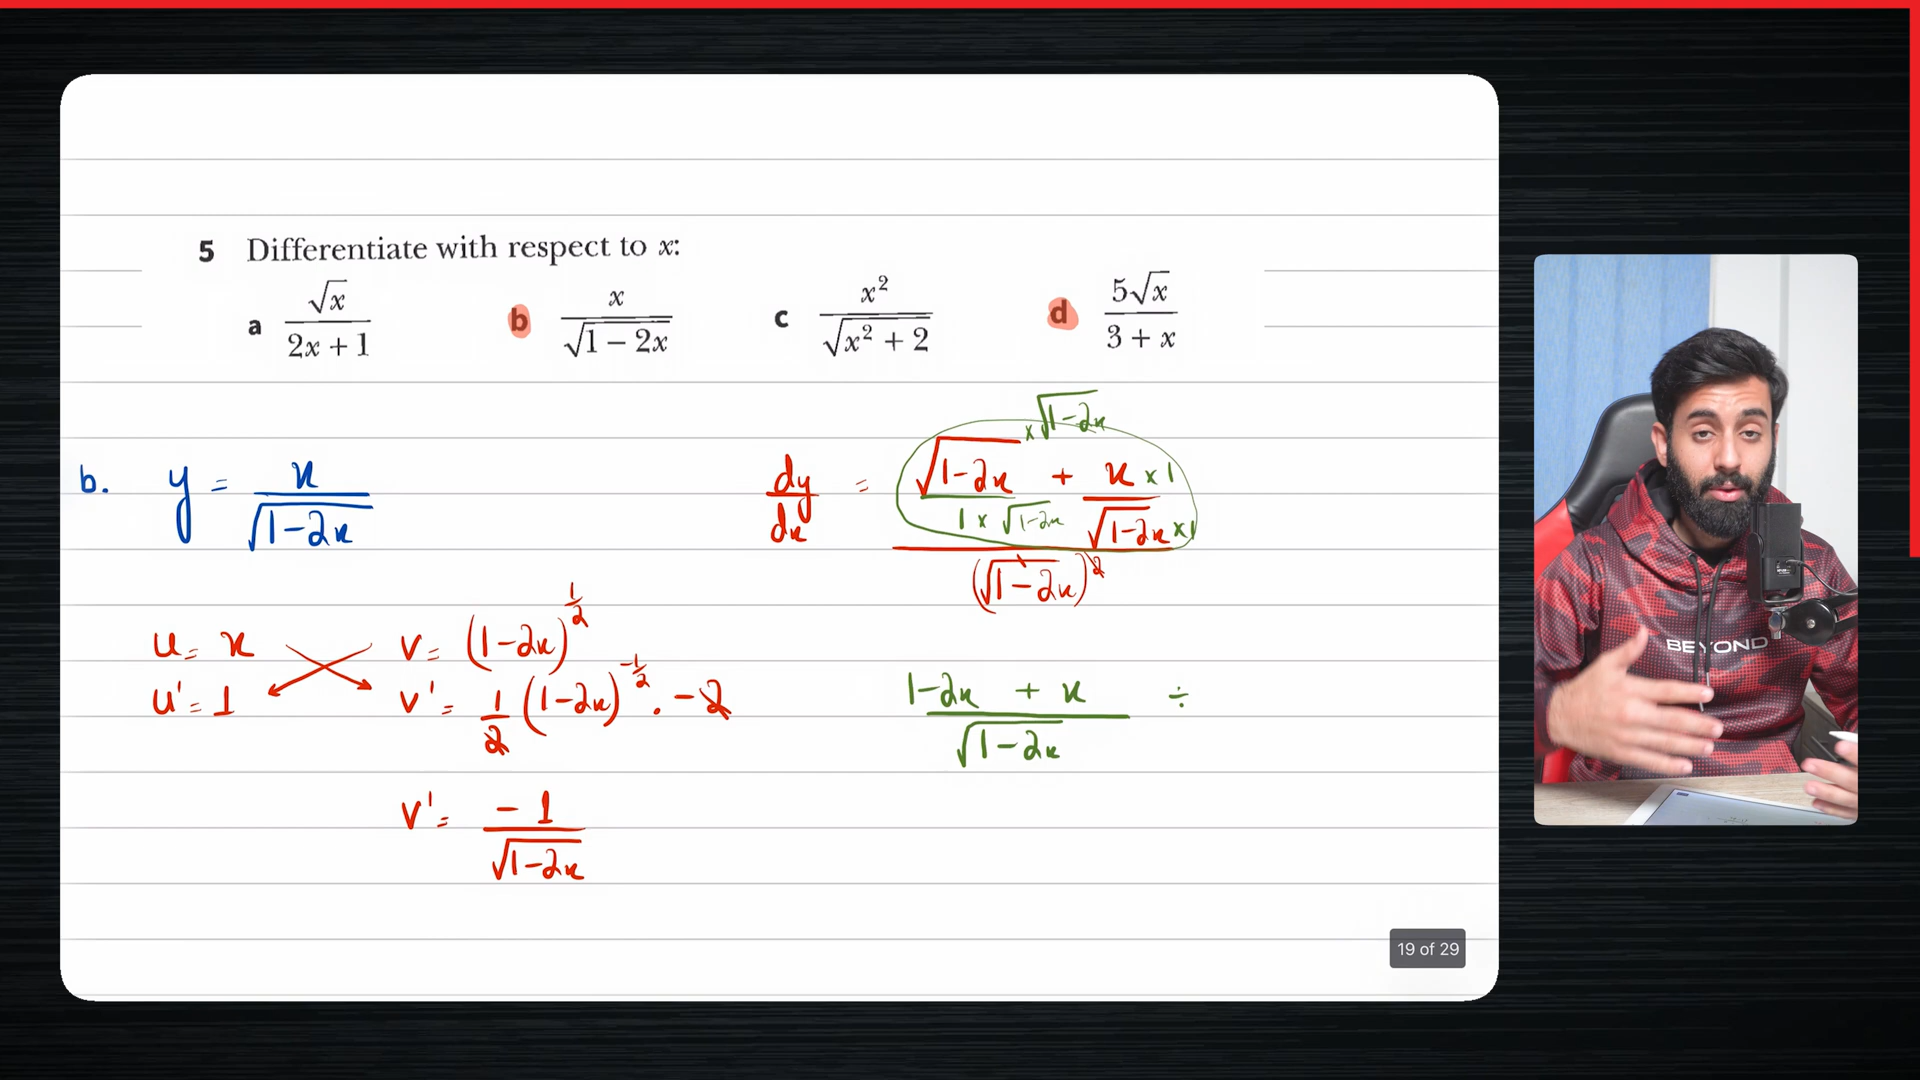 5 Differentiate with respect to x:
a √x / (2x + 1)
b x / √(1 − 2x)
c x² / √(x² + 2)
d 5√x / (3 + x)
b. y = x / √(1-2x)
u = x
v = (1-2x)^(1/2)
u' = 1
v' = 1/2 (1-2x)^(-1/2) . -2
v' = -1 / √(1-2x)
× √(1-2x)
dy/dx = (√(1-2x) / (1 × √(1-2x)) + (x × 1) / (√(1-2x) × 1)) / (√(1-2x))^2
(1-2x + x) / √(1-2x) ÷
19 of 29
BEYOND